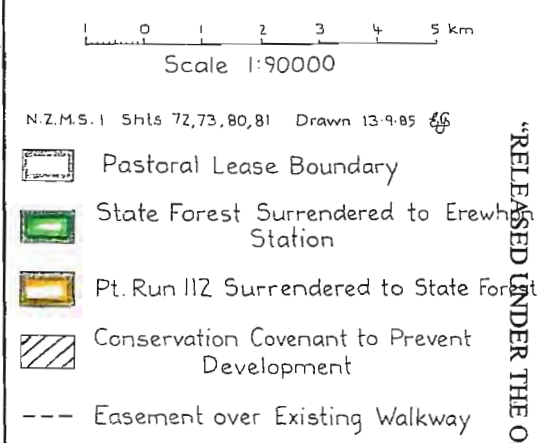 1 0 1 2 3 4 5 km
Scale 1:90000
N.Z.M.S. 1 Shts 72,73,80,81 Drawn 13·9·85
Pastoral Lease Boundary
State Forest Surrendered to Erewhon
Station
Pt. Run 112 Surrendered to State Forest
Conservation Covenant to Prevent
Development
Easement over Existing Walkway
"RELEASED UNDER THE O